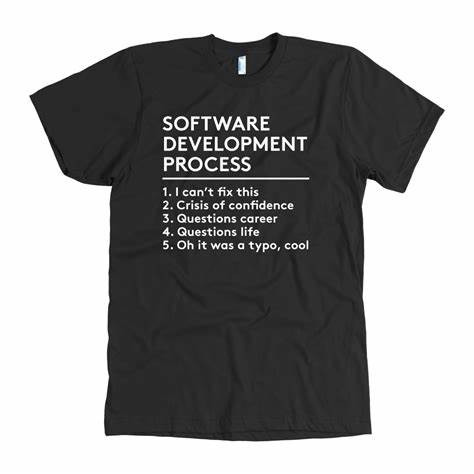 SOFTWARE
DEVELOPMENT
PROCESS
1. I can't fix this
2. Crisis of confidence
3. Questions career
4. Questions life
5. Oh it was a typo, cool